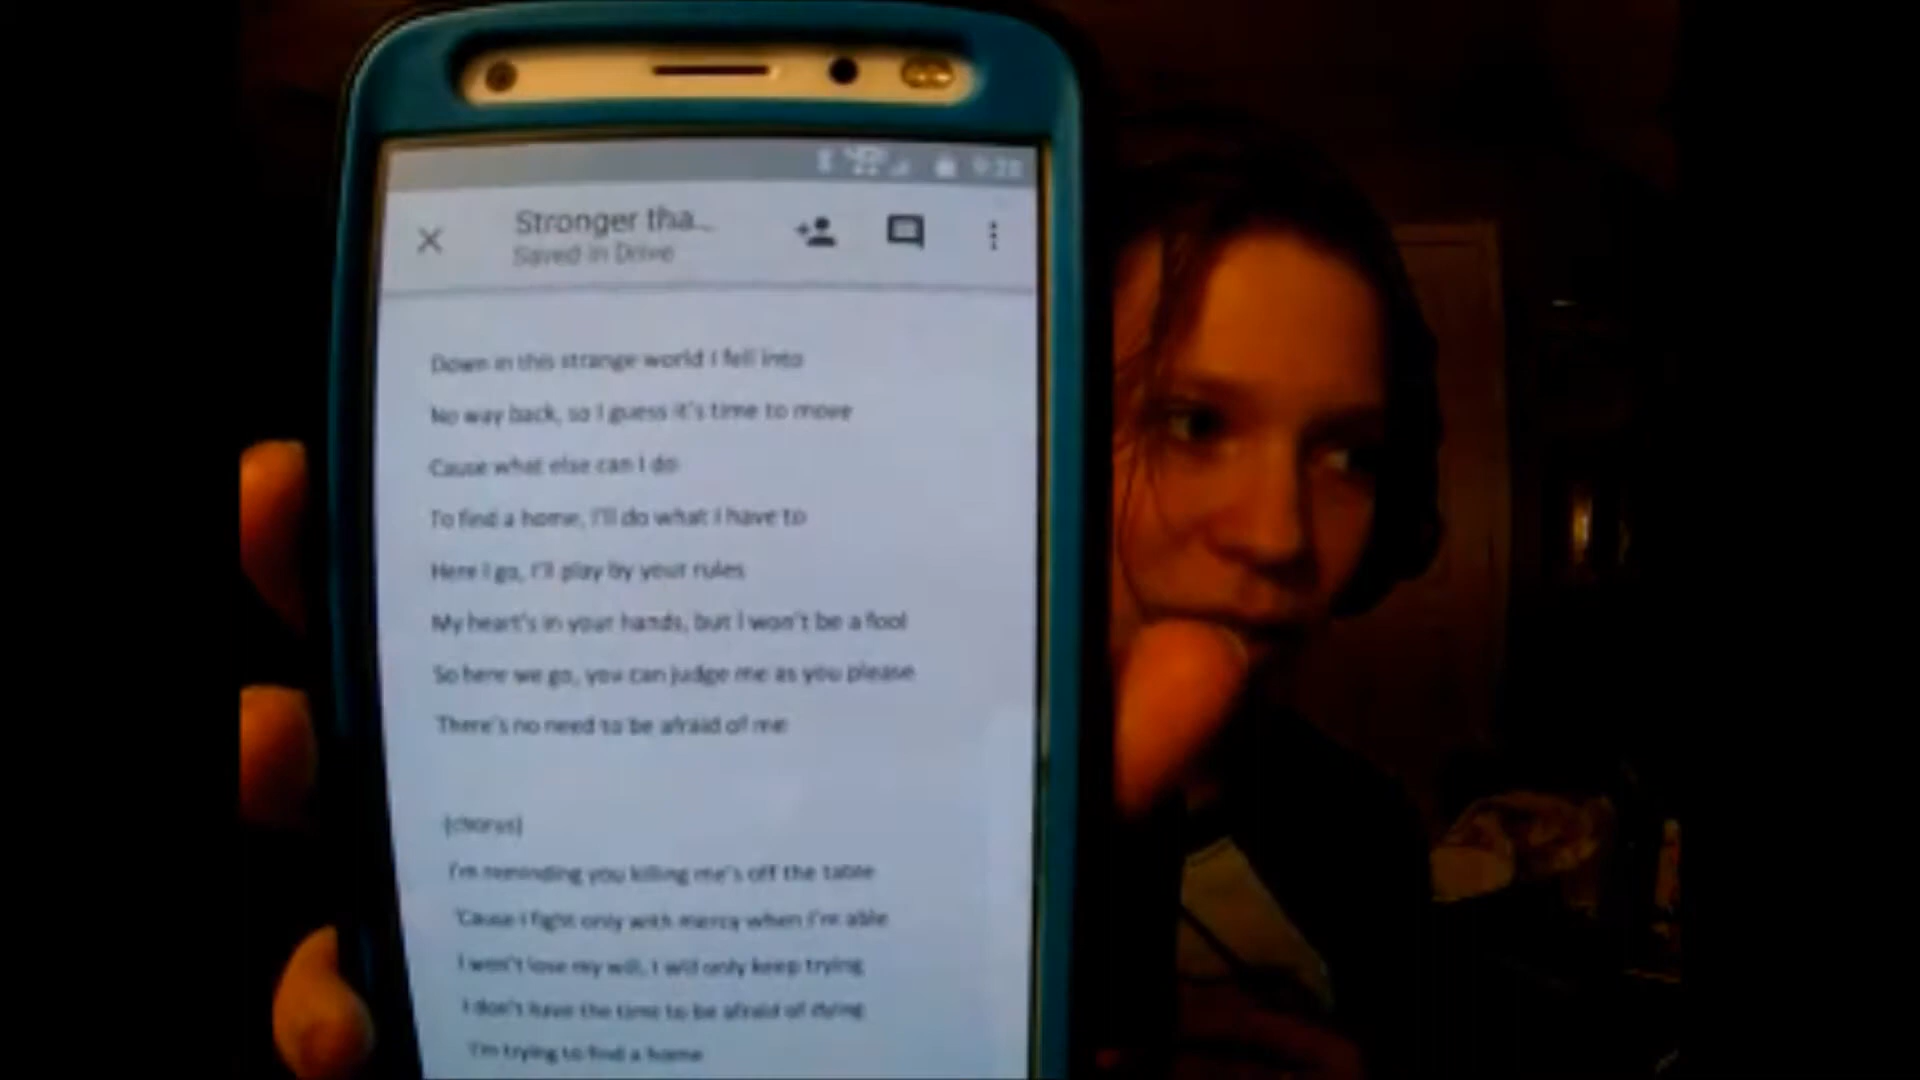 9:20
Stronger tha...
Saved in Drive
Down in this strange world I fell into
No way back, so I guess it's time to move
Cause what else can I do
To find a home, I'll do what I have to
Here I go, I'll play by your rules
My heart's in your hands, but I won't be a fool
So here we go, you can judge me as you please
There's no need to be afraid of me
[chorus]
I'm reminding you killing me's off the table
'Cause I fight only with mercy when I'm able
I won't lose my will, I will only keep trying
I don't have the time to be afraid of dying
I'm trying to find a home